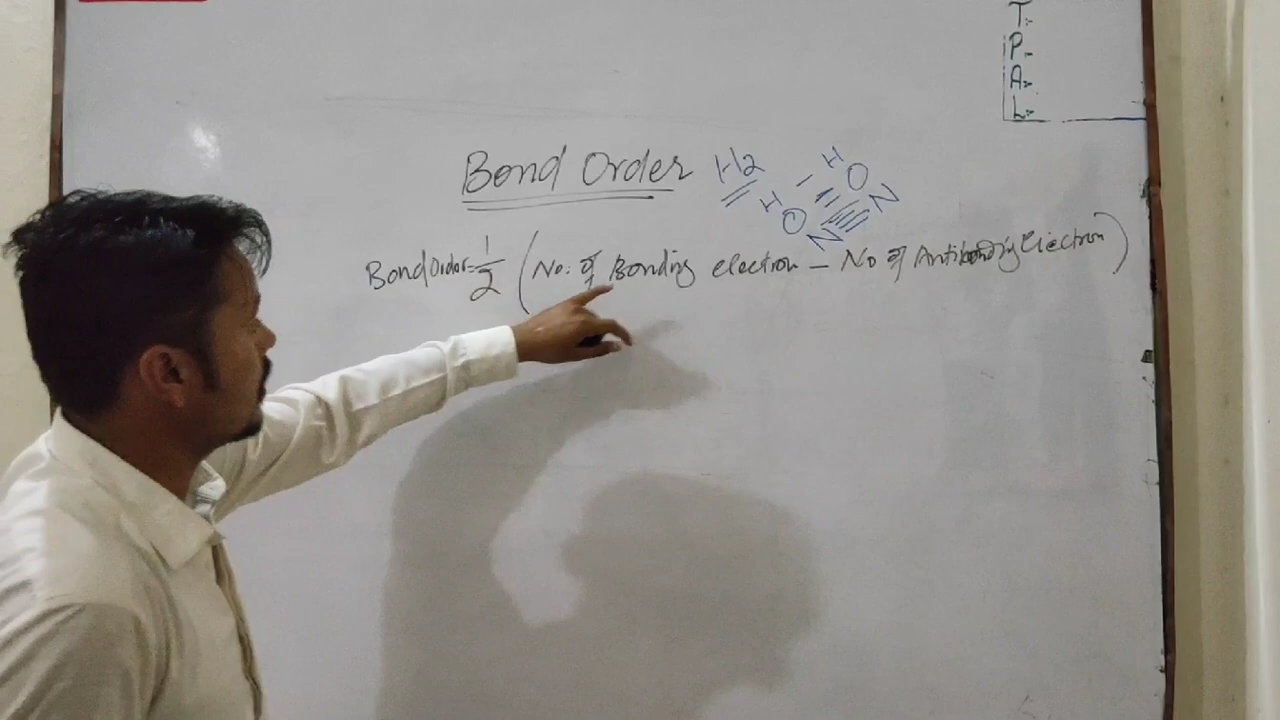 T:-
P:-
A:-
L:-
Bond Order H2
H – H
O = O
N ≡ N
Bond Order = 1/2 (No. of Bonding electron – No of Antibonding Electron)